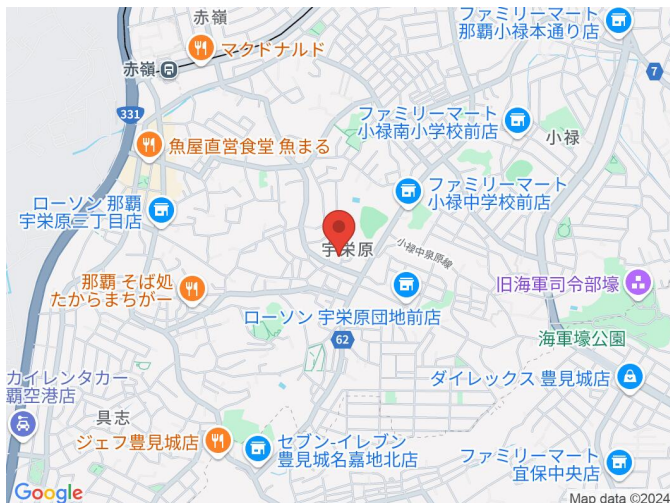 赤嶺
マクドナルド
赤嶺
ファミリーマート
那覇小禄本通り店
7
331
魚屋直営食堂 魚まる
ファミリーマート
小禄南小学校前店
小禄
ローソン 那覇
宇栄原二丁目店
ファミリーマート
小禄中学校前店
宇栄原
小禄中泉原線
那覇 そば処
たからまちがー
ローソン 宇栄原団地前店
旧海軍司令部壕
62
海軍壕公園
カイレンタカー
覇空港店
ダイレックス 豊見城店
具志
ジェフ豊見城店
セブン-イレブン
豊見城名嘉地北店
ファミリーマート
宜保中央店
Google
Map data ©2024